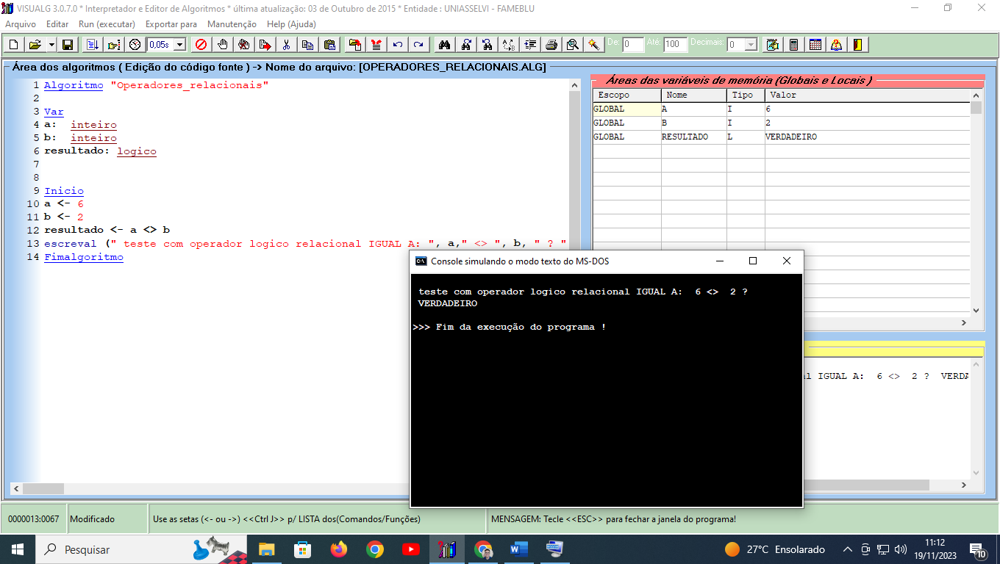 VISUALG 3.0.7.0 * Interpretador e Editor de Algoritmos * última atualização: 03 de Outubro de 2015 * Entidade : UNIASSELVI - FAMEBLU
Arquivo Editar Run (executar) Exportar para Manutenção Help (Ajuda)
0,05s De: 0 Até: 100 Decimais: 0
Área dos algoritmos ( Edição do código fonte ) -> Nome do arquivo: [OPERADORES_RELACIONAIS.ALG]
1 Algoritmo "Operadores_relacionais"
2
3 Var
4 a: inteiro
5 b: inteiro
6 resultado: logico
7
8
9 Inicio
10 a <- 6
11 b <- 2
12 resultado <- a <> b
13 escreval (" teste com operador logico relacional IGUAL A: ", a," <> ", b, " ? "
14 Fimalgoritmo
Áreas das variáveis de memória (Globais e Locais )
Escopo Nome Tipo Valor
GLOBAL A I 6
GLOBAL B I 2
GLOBAL RESULTADO L VERDADEIRO
Console simulando o modo texto do MS-DOS
teste com operador logico relacional IGUAL A: 6 <> 2 ?
VERDADEIRO
>>> Fim da execução do programa !
al IGUAL A: 6 <> 2 ? VERDA
0000013:0067 Modificado Use as setas (<- ou ->) <<Ctrl J>> p/ LISTA dos(Comandos/Funções) MENSAGEM: Tecle <<ESC>> para fechar a janela do programa!
Pesquisar
27°C Ensolarado
11:12
19/11/2023
10